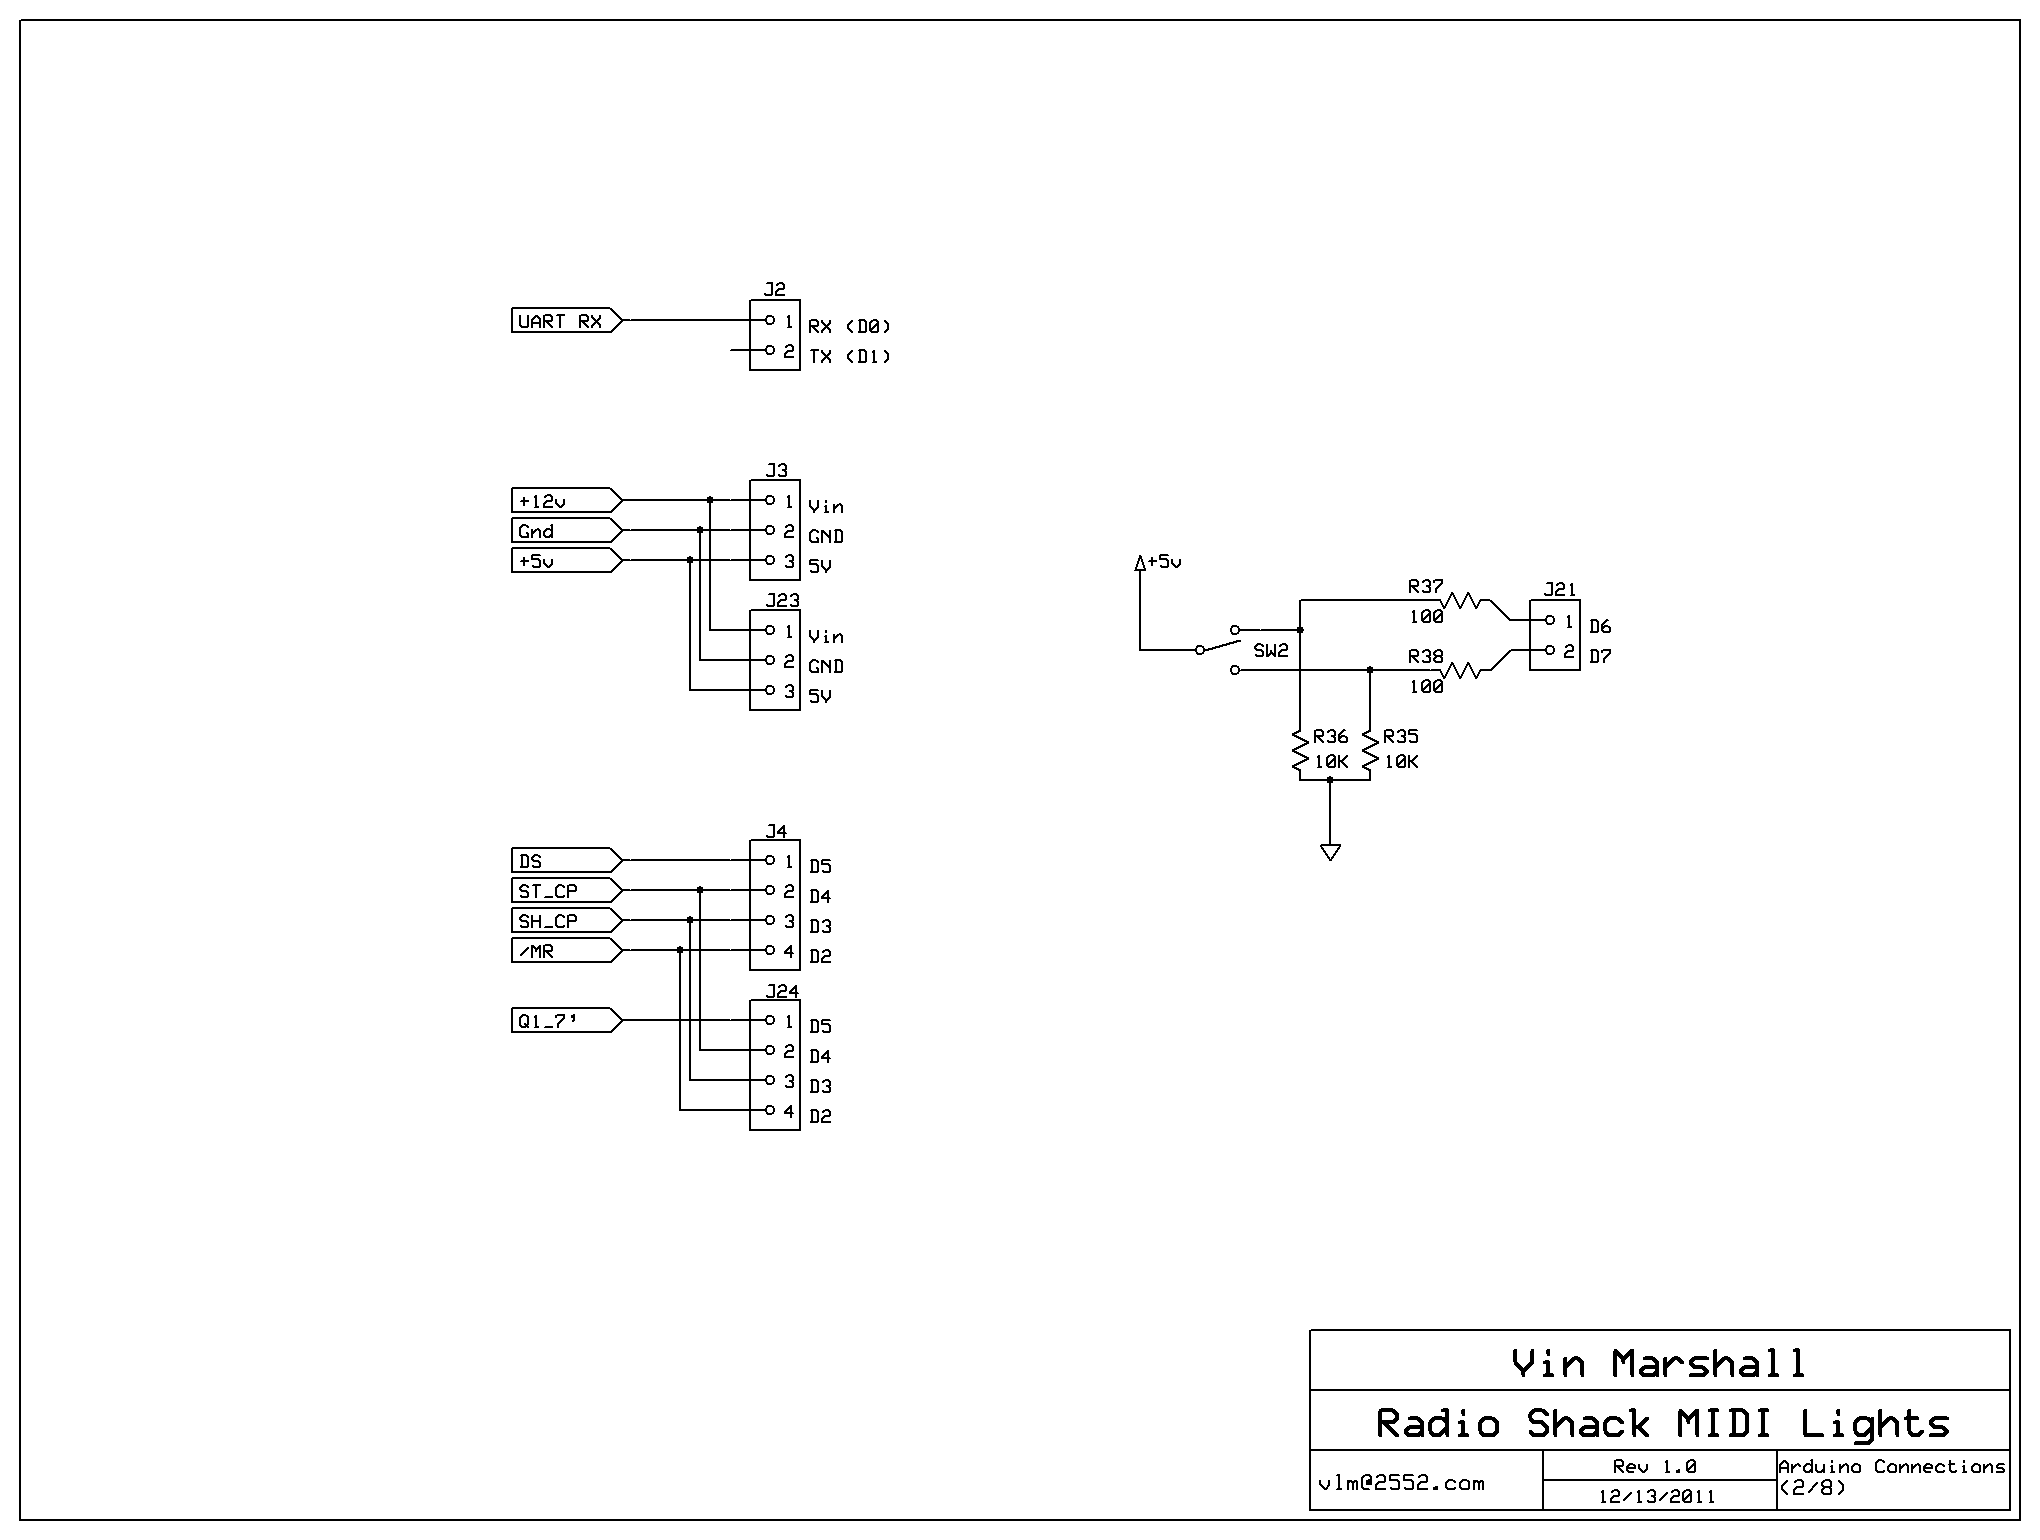 J2
UART RX
1 RX (D0)
2 TX (D1)
J3
+12v
1 Vin
Gnd
2 GND
+5v
3 5V
J23
1 Vin
2 GND
3 5V
J4
DS
1 D5
ST_CP
2 D4
SH_CP
3 D3
/MR
4 D2
J24
Q1_7'
1 D5
2 D4
3 D3
4 D2
+5v
SW2
R37
100
R38
100
J21
1 D6
2 D7
R36
10K
R35
10K
Vin Marshall
Radio Shack MIDI Lights
vlm@2552.com
Rev 1.0
12/13/2011
Arduino Connections
(2/8)